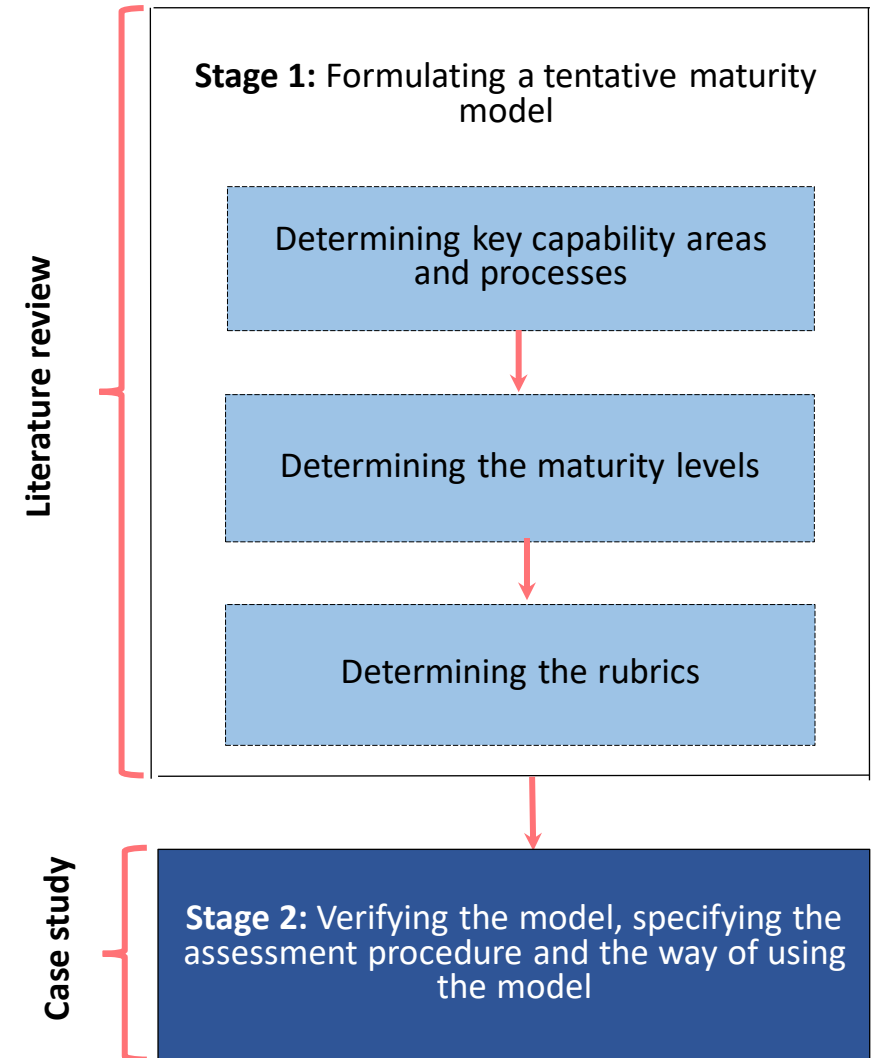 Literature review
Stage 1: Formulating a tentative maturity
model
Determining key capability areas
and processes
Determining the maturity levels
Determining the rubrics
Case study
Stage 2: Verifying the model, specifying the
assessment procedure and the way of using
the model